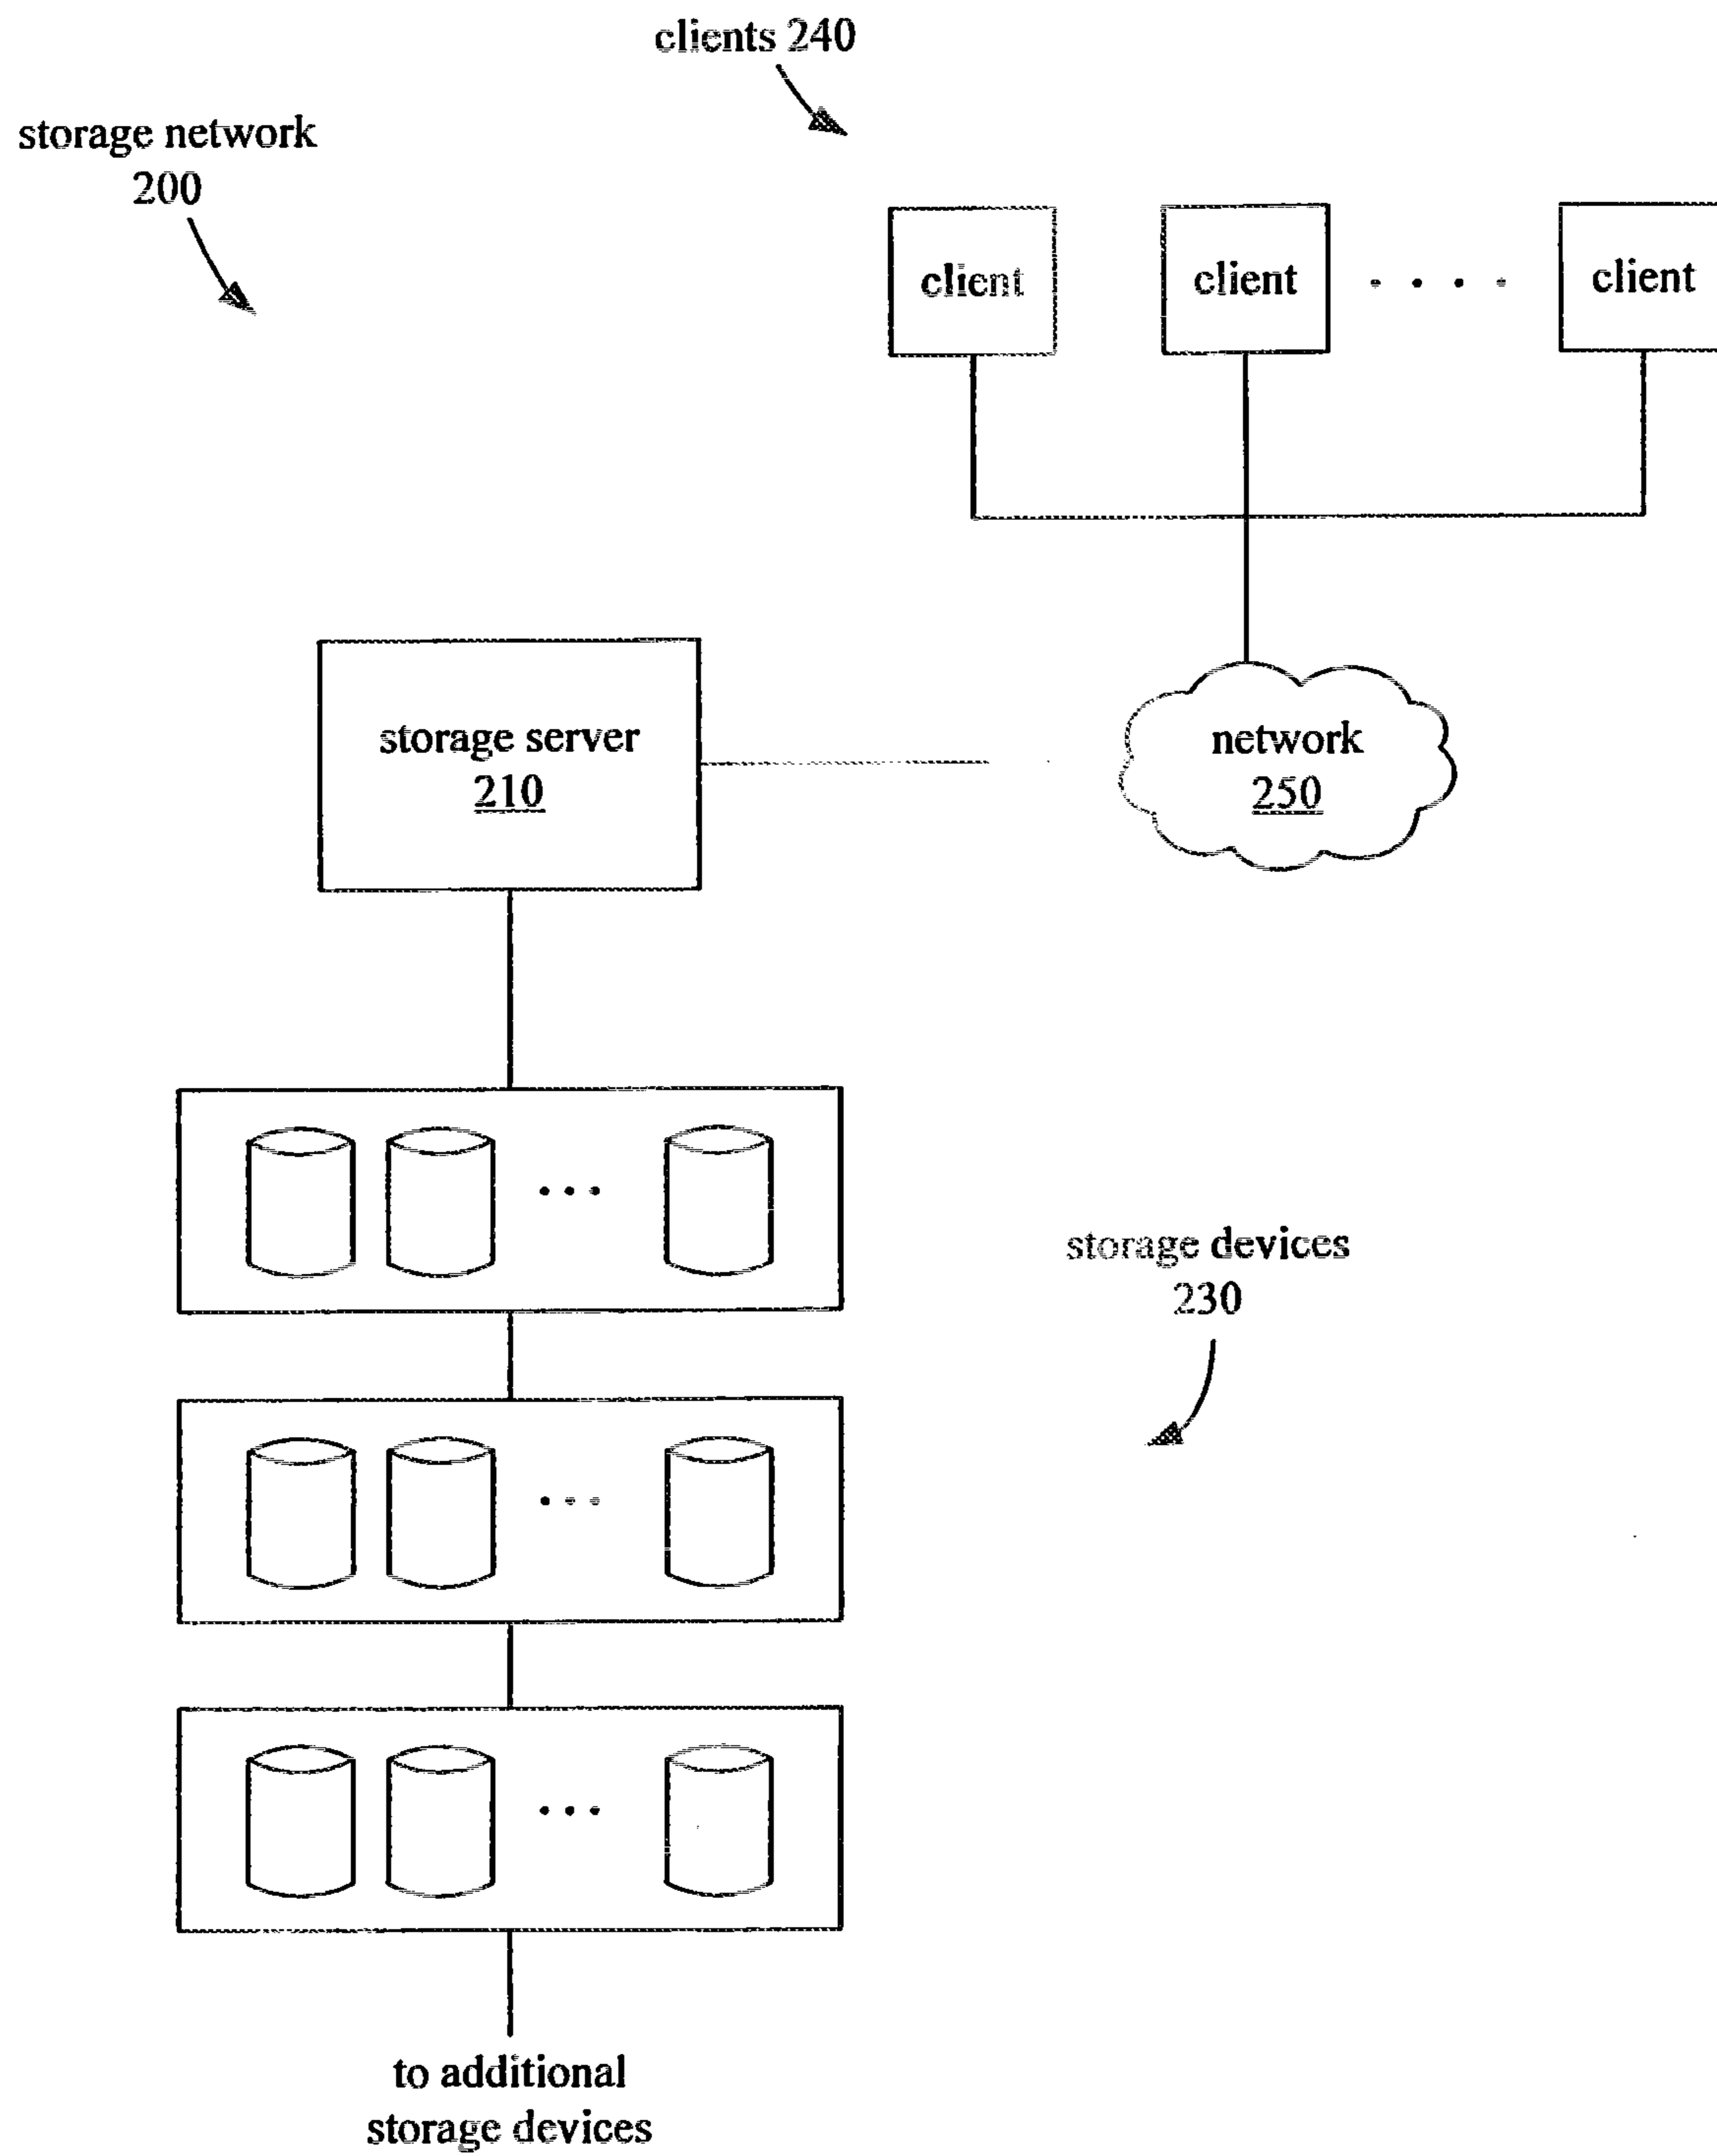 clients 240
storage network
200
client
client
client
storage server
210
network
250
storage devices
230
to additional
storage devices